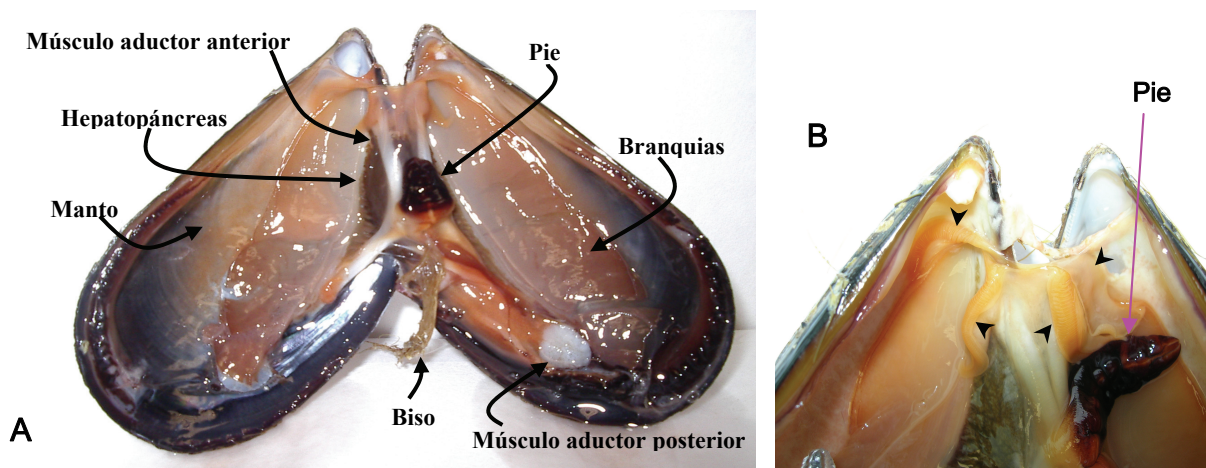 Músculo aductor anterior
Pie
Hepatopáncreas
Branquias
Manto
Biso
Músculo aductor posterior
A
Pie
B